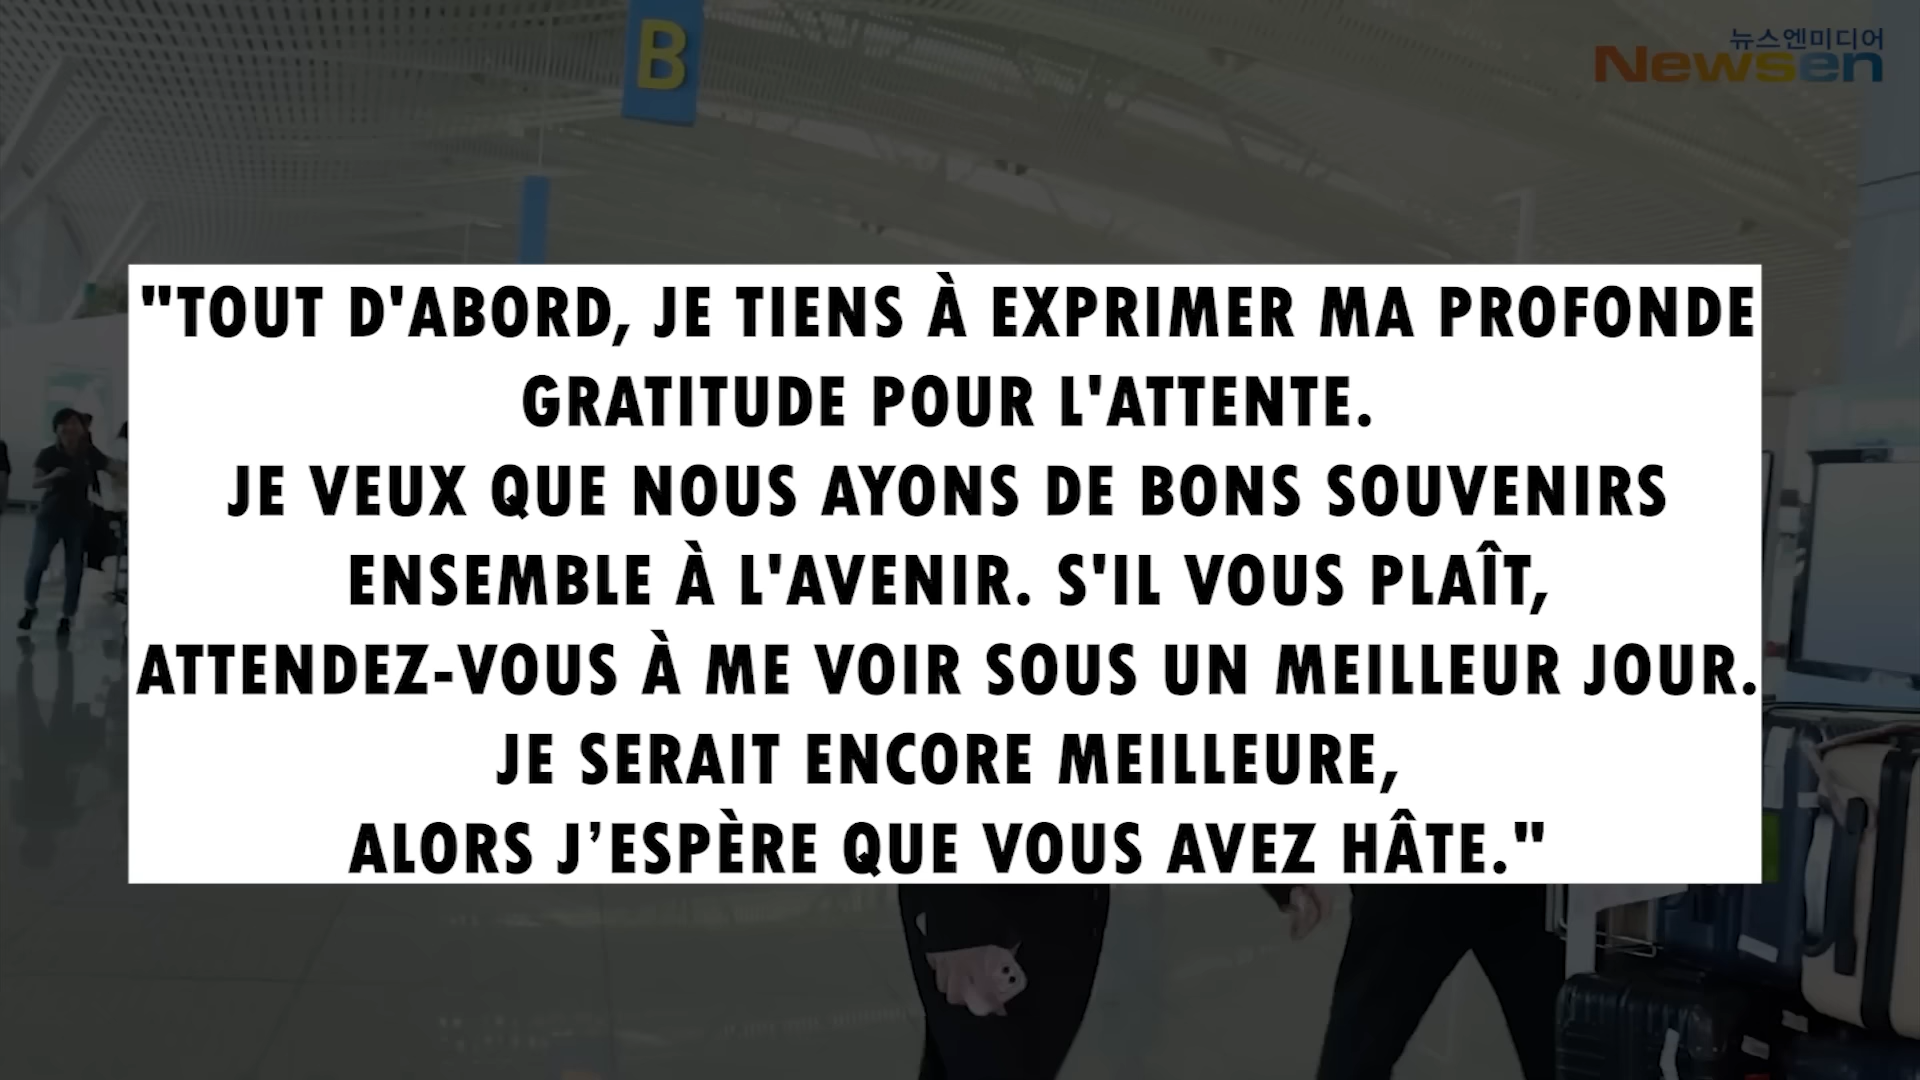 B
뉴스엔미디어
Newsen
"TOUT D'ABORD, JE TIENS À EXPRIMER MA PROFONDE
GRATITUDE POUR L'ATTENTE.
JE VEUX QUE NOUS AYONS DE BONS SOUVENIRS
ENSEMBLE À L'AVENIR. S'IL VOUS PLAÎT,
ATTENDEZ-VOUS À ME VOIR SOUS UN MEILLEUR JOUR.
JE SERAIT ENCORE MEILLEURE,
ALORS J’ESPÈRE QUE VOUS AVEZ HÂTE."